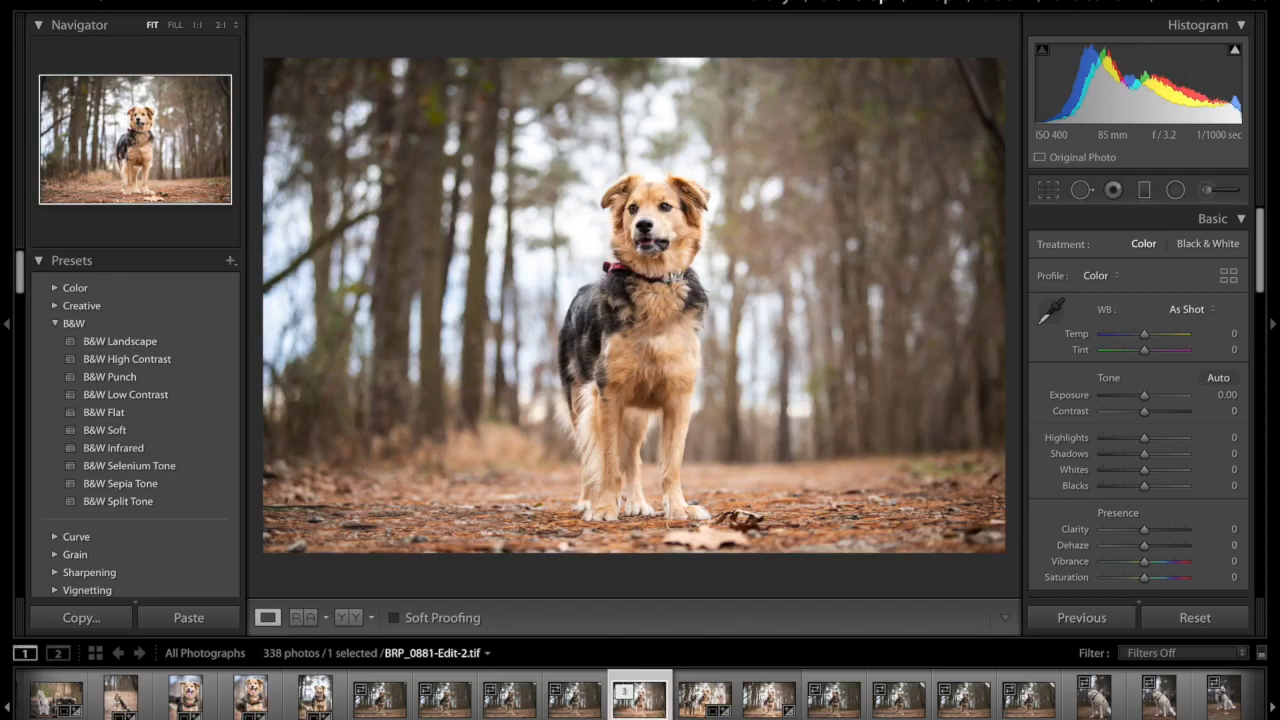 Navigator FIT FILL 1:1 2:1
Histogram
ISO 400 85 mm f / 3.2 1/1000 sec
Original Photo
Basic
Treatment : Color Black & White
Profile : Color
WB : As Shot
Temp 0
Tint 0
Tone Auto
Exposure 0.00
Contrast 0
Highlights 0
Shadows 0
Whites 0
Blacks 0
Presence
Clarity 0
Dehaze 0
Vibrance 0
Saturation 0
Previous Reset
Presets
Color
Creative
B&W
B&W Landscape
B&W High Contrast
B&W Punch
B&W Low Contrast
B&W Flat
B&W Soft
B&W Infrared
B&W Selenium Tone
B&W Sepia Tone
B&W Split Tone
Curve
Grain
Sharpening
Vignetting
Copy... Paste
R A Y Y Soft Proofing
1 2 All Photographs 338 photos / 1 selected / BRP_0881-Edit-2.tif Filter : Filters Off
3